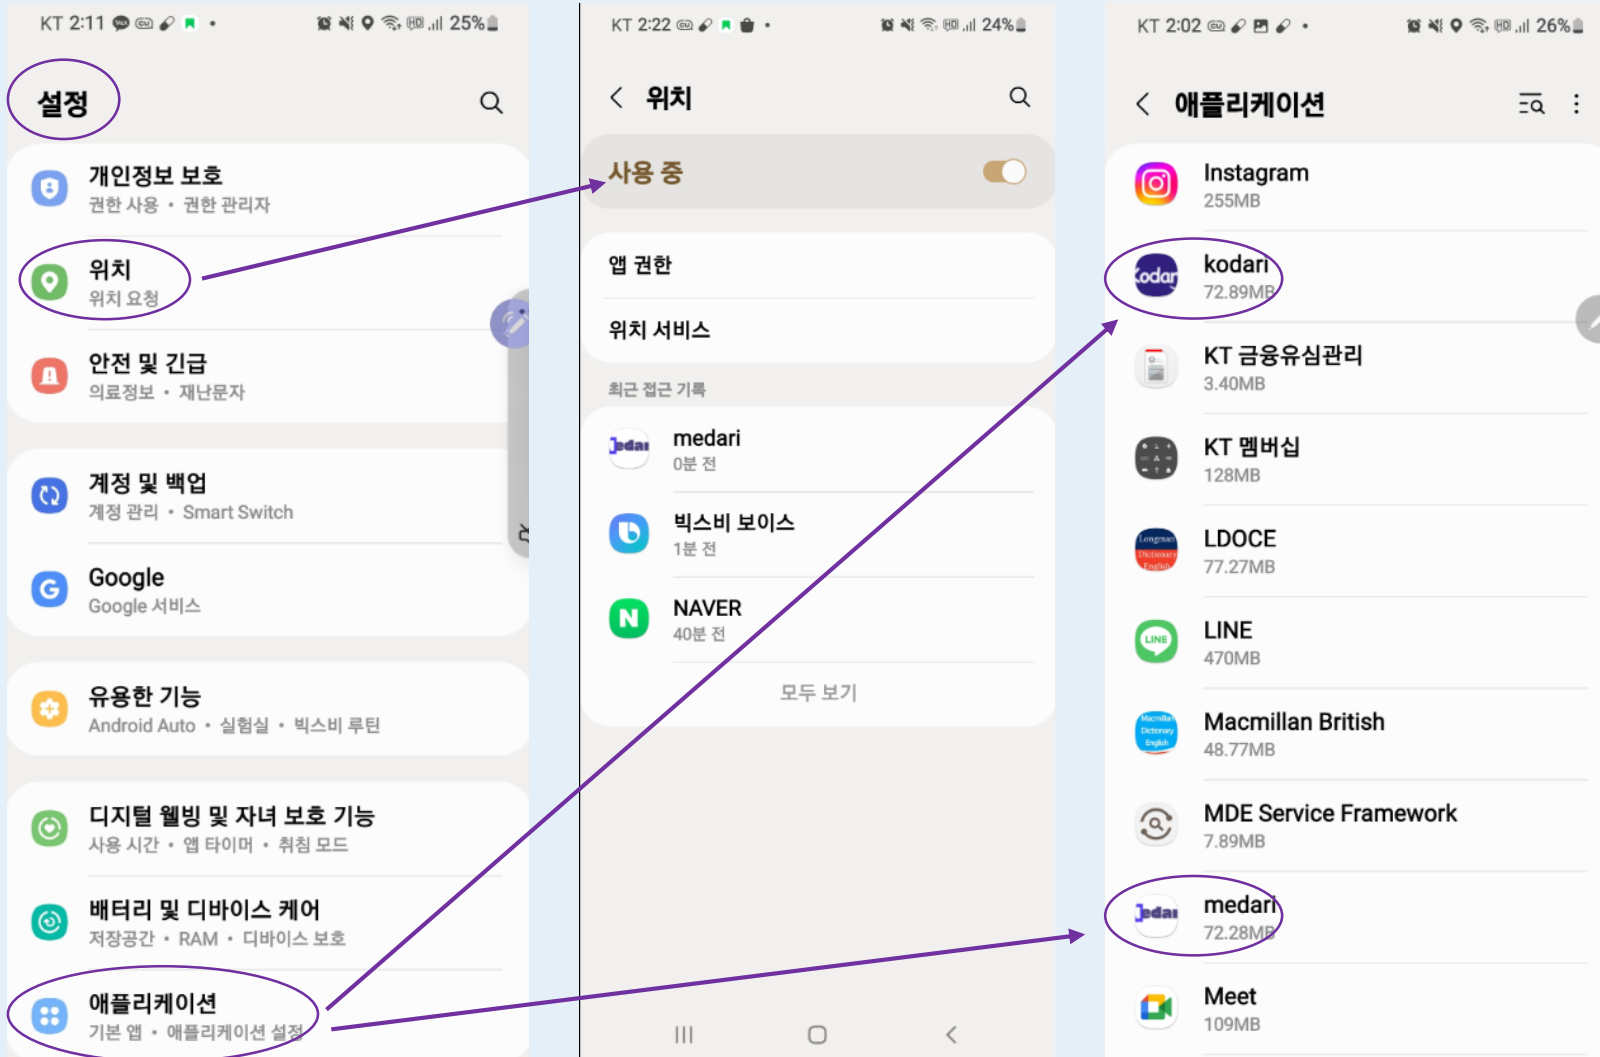 KT 2:11
25%
설정
개인정보 보호
권한 사용 • 권한 관리자
위치
위치 요청
안전 및 긴급
의료정보 • 재난문자
계정 및 백업
계정 관리 • Smart Switch
Google
Google 서비스
유용한 기능
Android Auto • 실험실 • 빅스비 루틴
디지털 웰빙 및 자녀 보호 기능
사용 시간 • 앱 타이머 • 취침 모드
배터리 및 디바이스 케어
저장공간 • RAM • 디바이스 보호
애플리케이션
기본 앱 • 애플리케이션 설정
KT 2:22
24%
위치
사용 중
앱 권한
위치 서비스
최근 접근 기록
medari
0분 전
빅스비 보이스
1분 전
NAVER
40분 전
모두 보기
KT 2:02
26%
애플리케이션
Instagram
255MB
kodari
72.89MB
KT 금융유심관리
3.40MB
KT 멤버십
128MB
Longman
Dictionary
English
LDOCE
77.27MB
LINE
LINE
470MB
Macmillan
Dictionary
English
Macmillan British
48.77MB
MDE Service Framework
7.89MB
medari
72.28MB
Meet
109MB